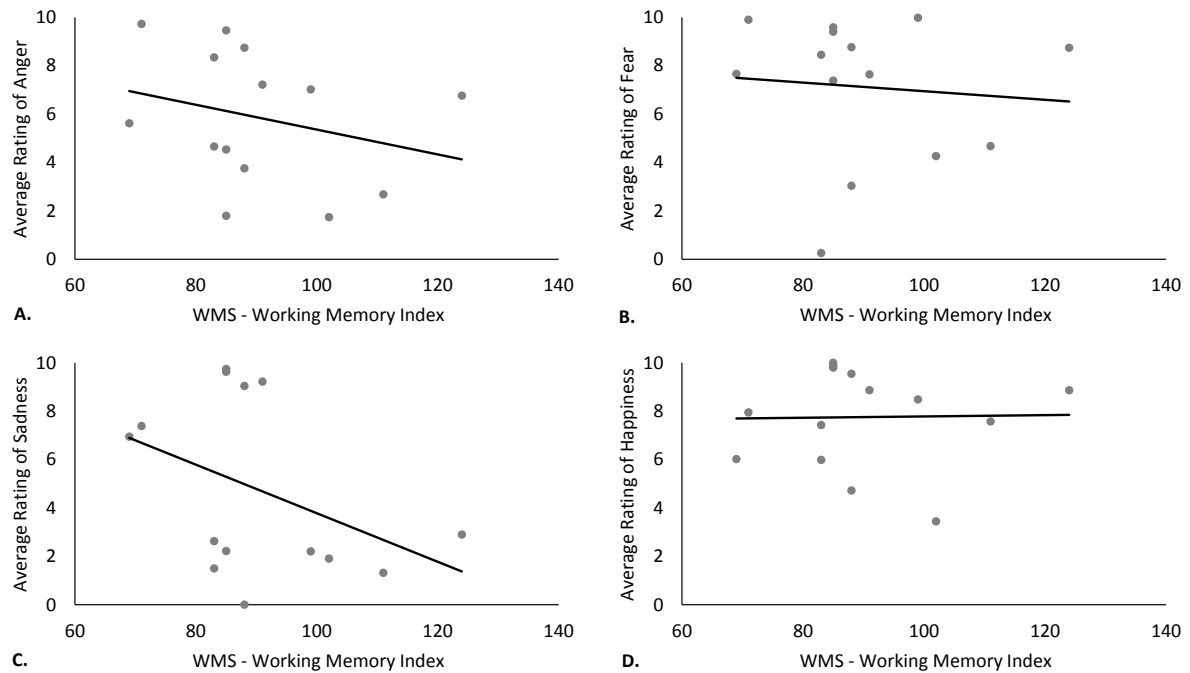 Average Rating of Anger
10
8
6
4
2
0
60 80 100 120 140
A. WMS - Working Memory Index
Average Rating of Fear
10
8
6
4
2
0
60 80 100 120 140
B. WMS - Working Memory Index
Average Rating of Sadness
10
8
6
4
2
0
60 80 100 120 140
C. WMS - Working Memory Index
Average Rating of Happiness
10
8
6
4
2
0
60 80 100 120 140
D. WMS - Working Memory Index